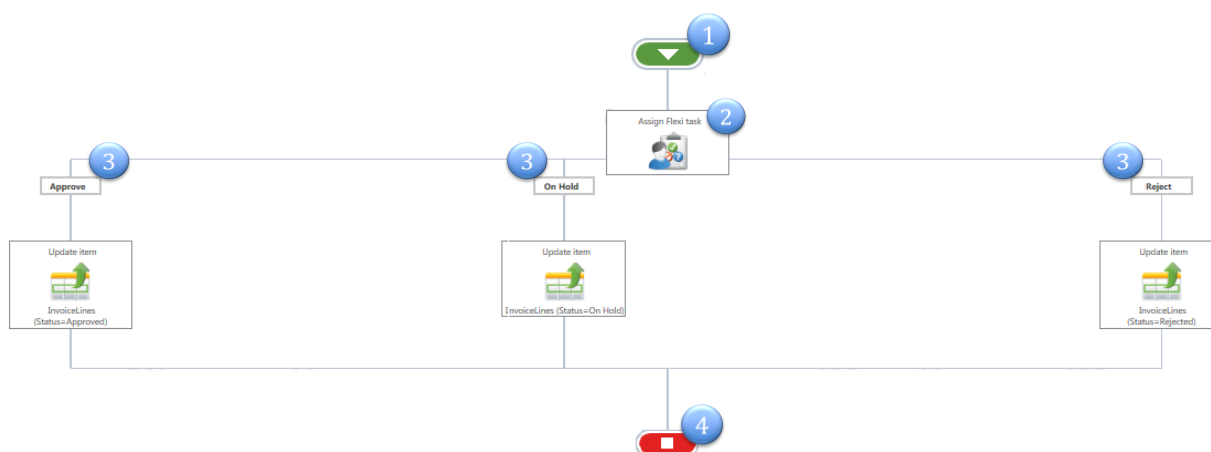 1
Assign Flexi task
2
3
3
3
Approve
On Hold
Reject
Update item
Update item
Update item
InvoiceLines
(Status=Approved)
InvoiceLines (Status=On Hold)
InvoiceLines
(Status=Rejected)
4